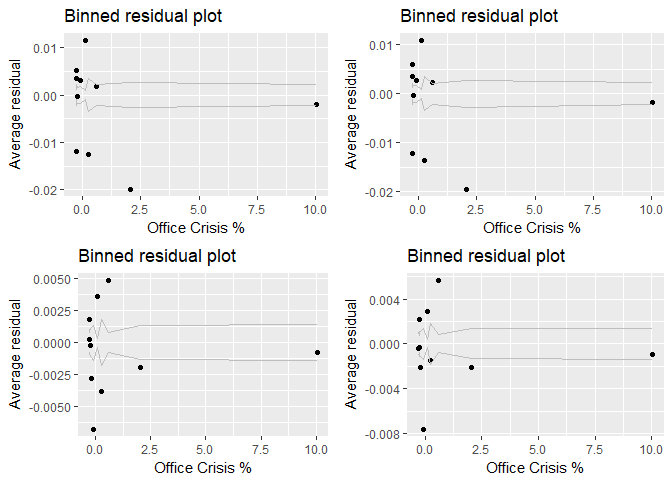 Binned residual plot
0.01
0.00
-0.01
-0.02
Average residual
0.0 2.5 5.0 7.5 10.0
Office Crisis %
Binned residual plot
0.01
0.00
-0.01
-0.02
Average residual
0.0 2.5 5.0 7.5 10.0
Office Crisis %
Binned residual plot
0.0050
0.0025
0.0000
-0.0025
-0.0050
Average residual
0.0 2.5 5.0 7.5 10.0
Office Crisis %
Binned residual plot
0.004
0.000
-0.004
-0.008
Average residual
0.0 2.5 5.0 7.5 10.0
Office Crisis %